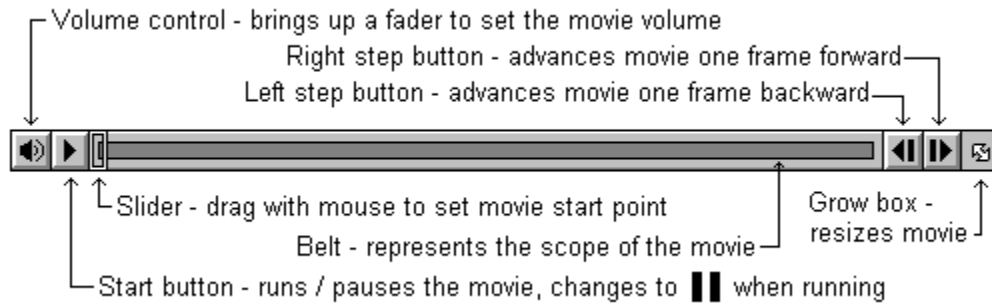 Volume control - brings up a fader to set the movie volume
Right step button - advances movie one frame forward
Left step button - advances movie one frame backward
Slider - drag with mouse to set movie start point
Grow box -
resizes movie
Belt - represents the scope of the movie
Start button - runs / pauses the movie, changes to ▮▮ when running